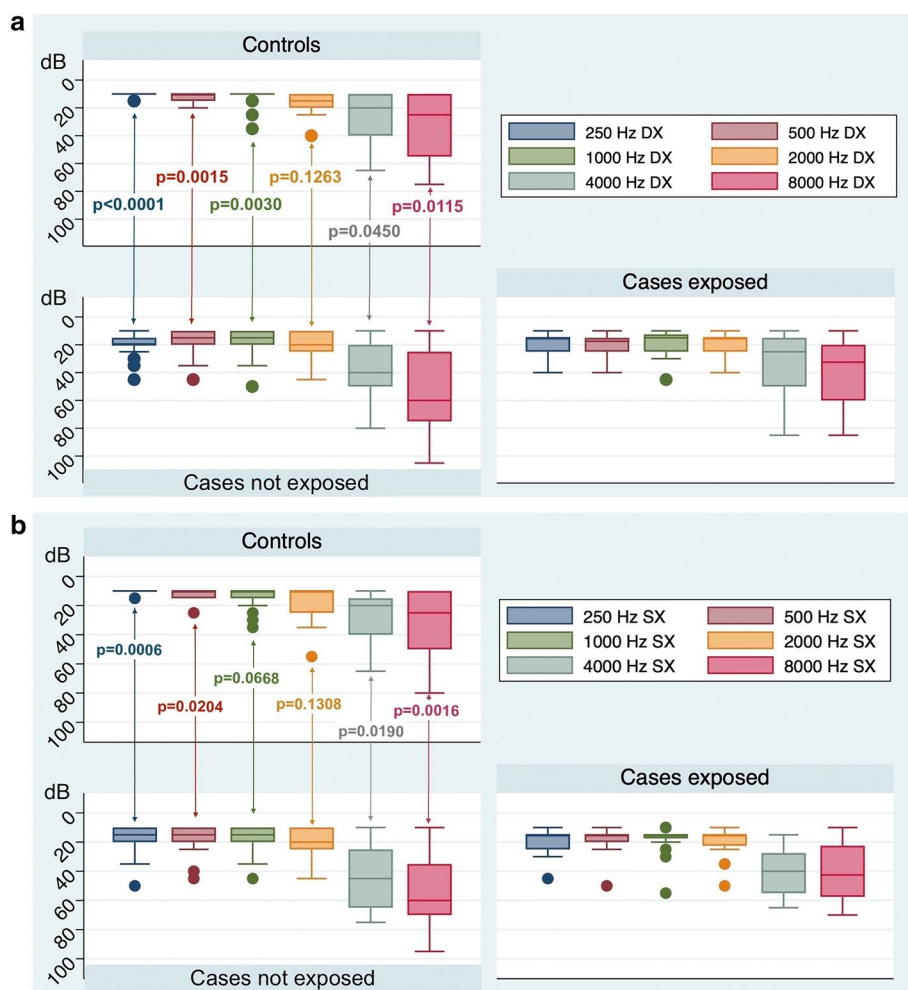 a
Controls
dB
0
20
40
60
80
100
p<0.0001
p=0.0015
p=0.0030
p=0.1263
p=0.0450
p=0.0115
250 Hz DX 500 Hz DX
1000 Hz DX 2000 Hz DX
4000 Hz DX 8000 Hz DX
dB
0
20
40
60
80
100
Cases not exposed
Cases exposed
b
Controls
dB
0
20
40
60
80
100
p=0.0006
p=0.0204
p=0.0668
p=0.1308
p=0.0190
p=0.0016
250 Hz SX 500 Hz SX
1000 Hz SX 2000 Hz SX
4000 Hz SX 8000 Hz SX
dB
0
20
40
60
80
100
Cases not exposed
Cases exposed